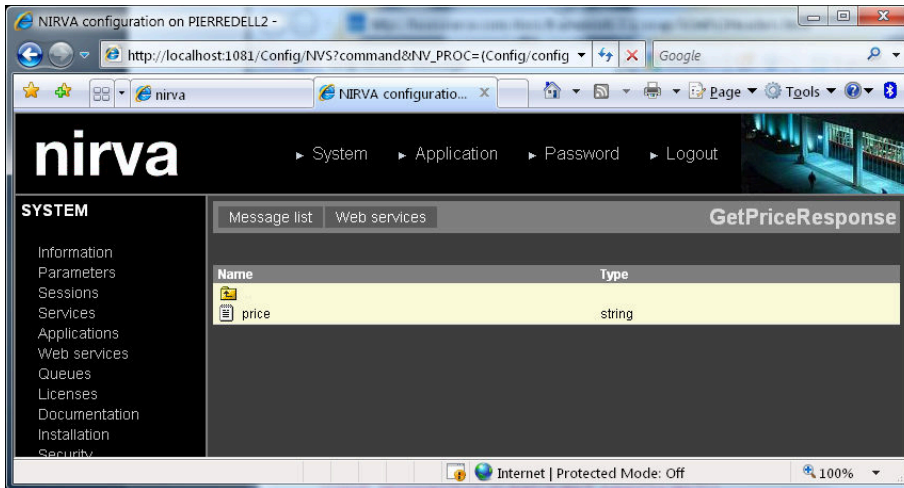 NIRVA configuration on PIERREDELL2 -
http://localhost:1081/Config/NVS?command&NV_PROC=(Config/config
Google
nirva
NIRVA configuratio...
Page
Tools
nirva
System
Application
Password
Logout
SYSTEM
Message list
Web services
GetPriceResponse
Information
Parameters
Sessions
Services
Applications
Web services
Queues
Licenses
Documentation
Installation
Security
Name
Type
price
string
Internet | Protected Mode: Off
100%